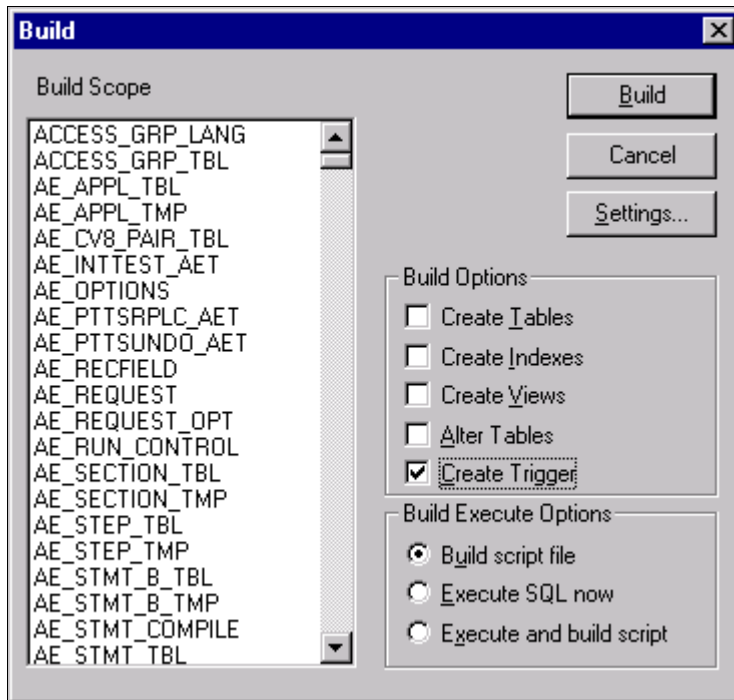 Build
Build Scope
ACCESS_GRP_LANG
ACCESS_GRP_TBL
AE_APPL_TBL
AE_APPL_TMP
AE_CV8_PAIR_TBL
AE_INTTEST_AET
AE_OPTIONS
AE_PTTSRPLC_AET
AE_PTTSUNDO_AET
AE_RECFIELD
AE_REQUEST
AE_REQUEST_OPT
AE_RUN_CONTROL
AE_SECTION_TBL
AE_SECTION_TMP
AE_STEP_TBL
AE_STEP_TMP
AE_STMT_B_TBL
AE_STMT_B_TMP
AE_STMT_COMPILE
AE_STMT_TBL
Build
Cancel
Settings...
Build Options
Create Tables
Create Indexes
Create Views
Alter Tables
Create Trigger
Build Execute Options
Build script file
Execute SQL now
Execute and build script